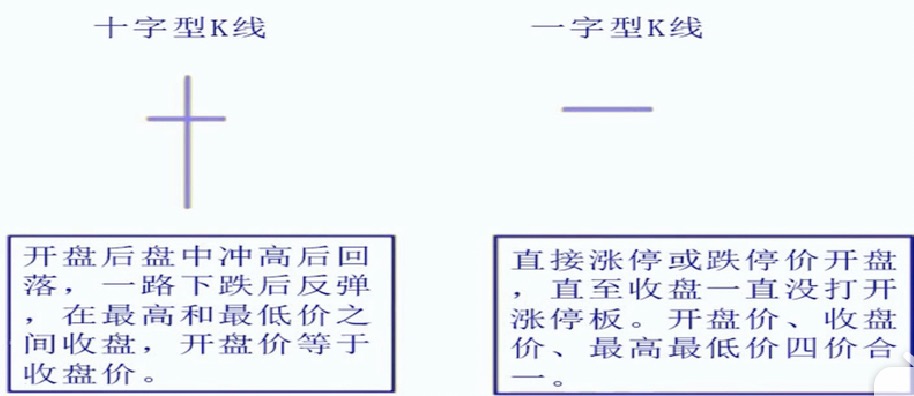 十字型K线
一字型K线
开盘后盘中冲高后回
落，一路下跌后反弹
，在最高和最低价之
间收盘，开盘价等于
收盘价。
直接涨停或跌停价开盘
，直至收盘一直没打开
涨停板。开盘价、收盘
价、最高最低价四价合
一。